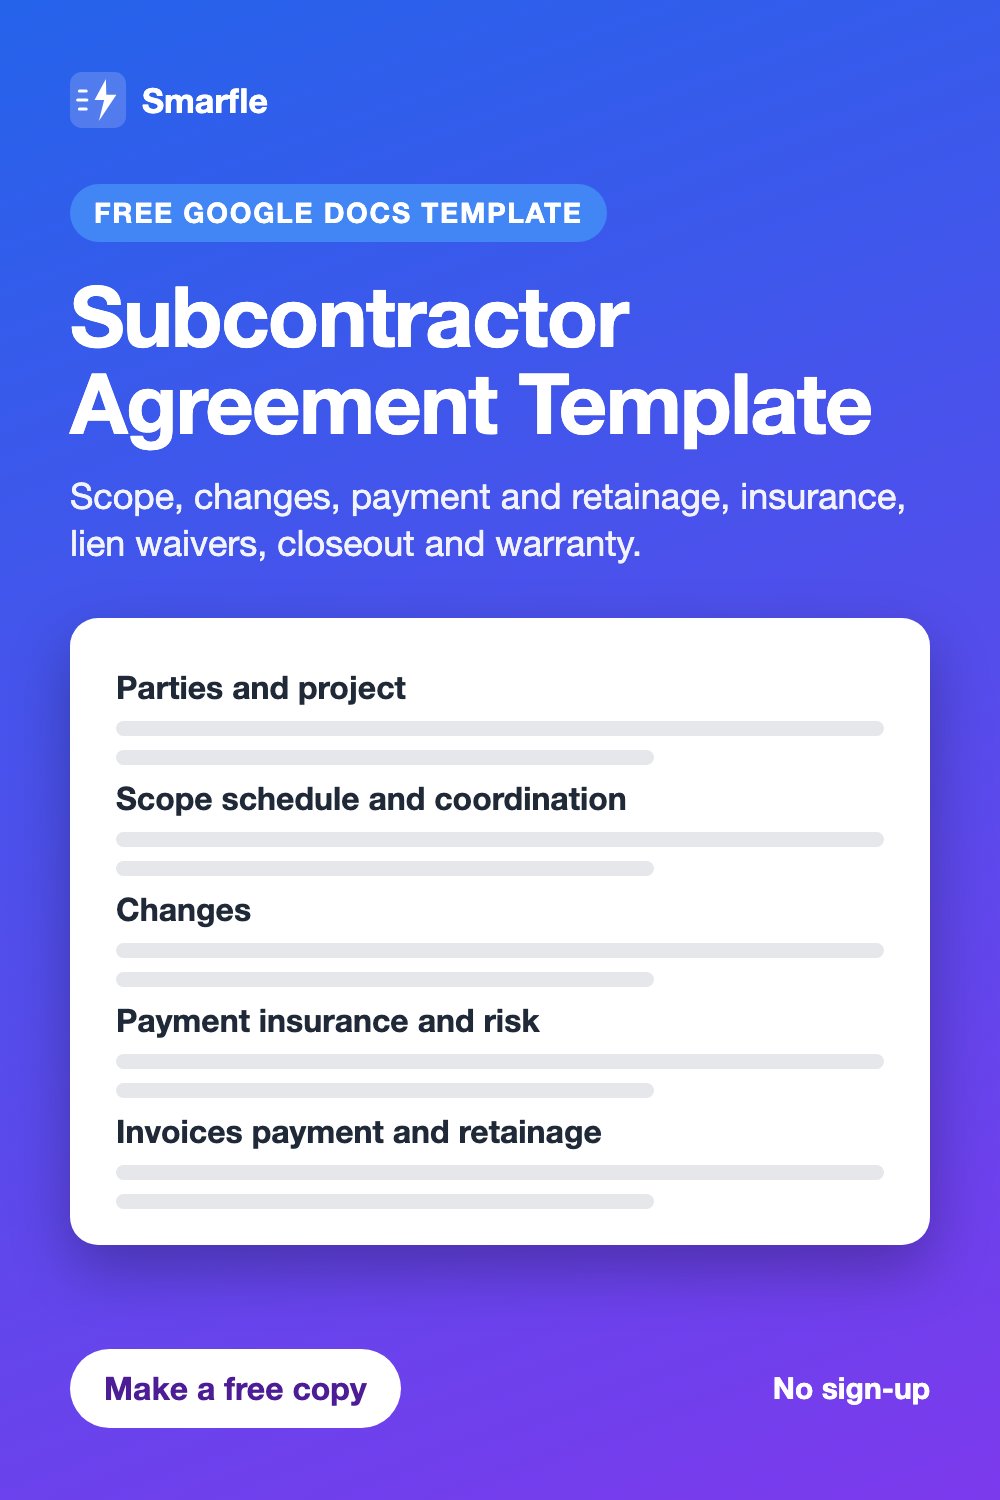 Smarfle
FREE GOOGLE DOCS TEMPLATE
Subcontractor
Agreement Template
Scope, changes, payment and retainage, insurance,
lien waivers, closeout and warranty.
Parties and project
Scope schedule and coordination
Changes
Payment insurance and risk
Invoices payment and retainage
Make a free copy
No sign-up